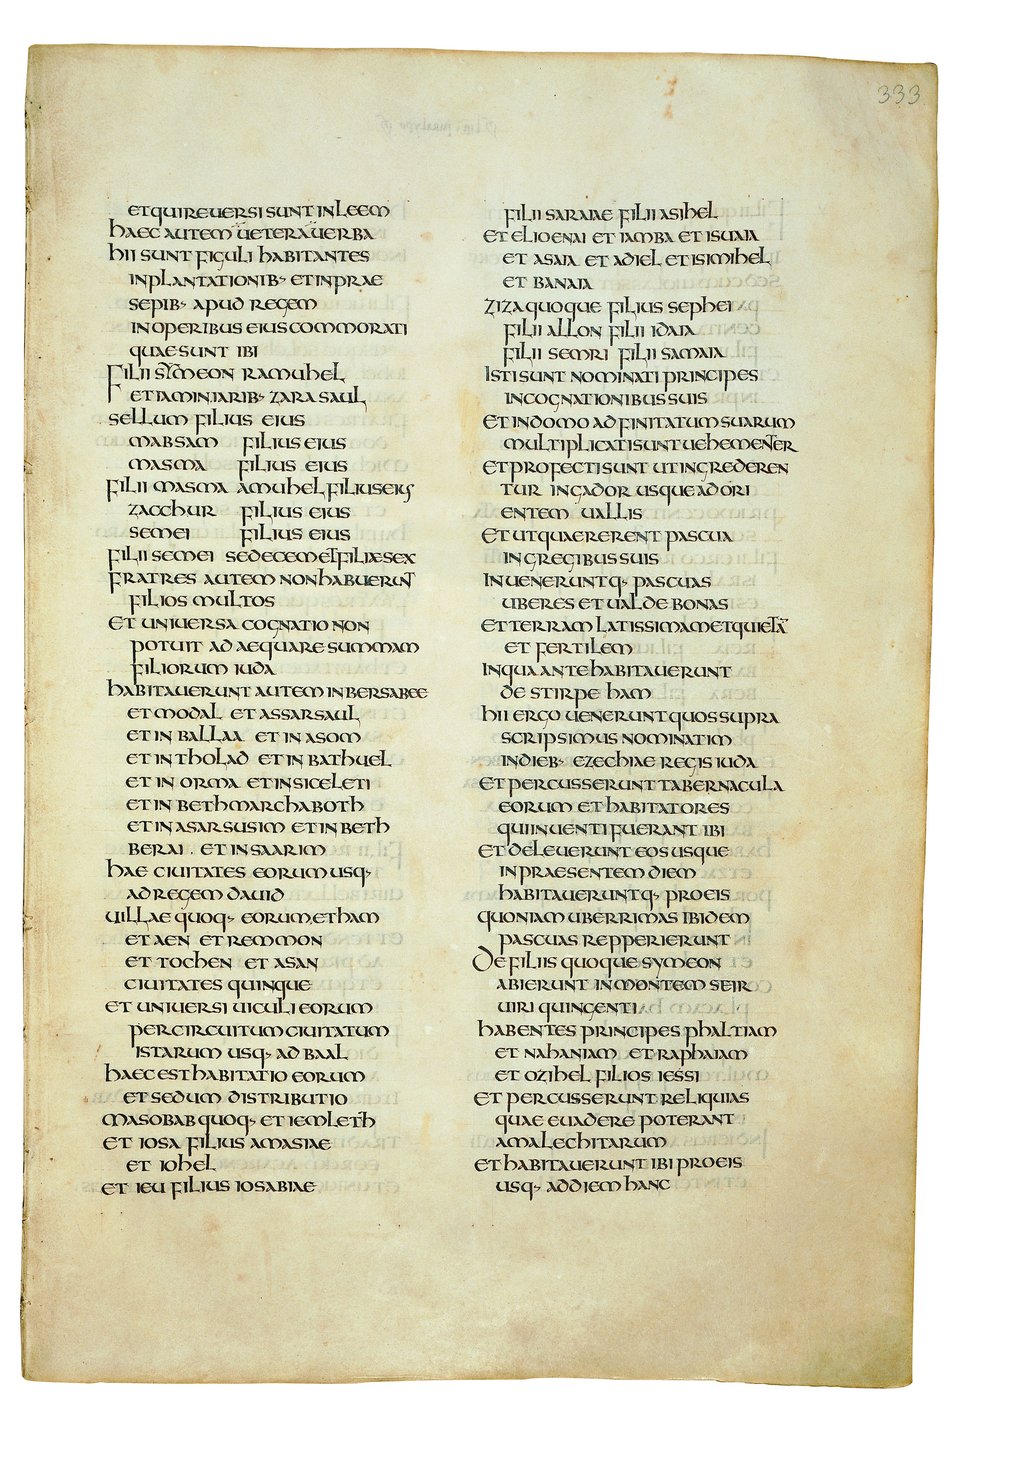 333
et qui reuersi sunt in leem
haec autem uetera uerba
hii sunt figuli habitantes
in plantationib· et in prae
sepib· apud regem
in operibus eius commorati
quae sunt ibi
Filii symeon ramuhel
et iamin iarib· zara saul
sellum filius eius
mabsam filius eius
masma filius eius
filii masma amuhel filius eius
zacchur filius eius
semei filius eius
filii semei sedecem et filiae sex
fratres autem non habuerunt
filios multos
et uniuersa cognatio non
potuit adaequare summam
filiorum iuda
habitauerunt autem in bersabee
et modal et assarsaul
et in ballaa et in asom
et in tholad et in bathuel
et in orma et in siceleti
et in bethmarchaboth
et in asarsusim et in beth
berai · et in saarim
hae ciuitates eorum usq·
ad regem dauid
uillae quoq· eorum, etham
et aen et remmon
et tochen et asan
ciuitates quinque
et uniuersi uiculi eorum
per circuitum ciuitatum
istarum usq· ad baal
haec est habitatio eorum
et sedum distributio
masobab quoq· et iemleth
et iosa filius amasiae
et iohel
et ieu filius iosabiae
filii saraiae filii asihel
et elioenai et iamba et isuaia
et asaia et adiel et isimihel
et banaia
ziza quoque filius sephei
filii allon filii idaia
filii semri filii samaia
Isti sunt nominati principes
in cognationibus suis
et in domo adfinitatum suarum
multiplicati sunt uehementer
et profecti sunt ut ingrederen
tur in gador usque ad ori
entem uallis
et ut quaererent pascua
in gregibus suis
inueneruntq· pascuas
uberes et ualde bonas
et terram latissimam et quietā
et fertilem
in qua ante habitauerunt
de stirpe ham
hii ergo uenerunt quos supra
scripsimus nominatim
in dieb· ezechiae regis iuda
et percusserunt tabernacula
eorum et habitatores
qui inuenti fuerant ibi
et deleuerunt eos usque
in praesentem diem
habitaueruntq· pro eis
quoniam uberrimas ibidem
pascuas repperierunt
De filiis quoque symeon
abierunt in montem seir
uiri quingenti
habentes principes phaltiam
et nahaniam et raphaiam
et ozihel filios iessi
et percusserunt reliquias
quae euadere poterant
amalechitarum
et habitauerunt ibi pro eis
usq· ad diem hanc